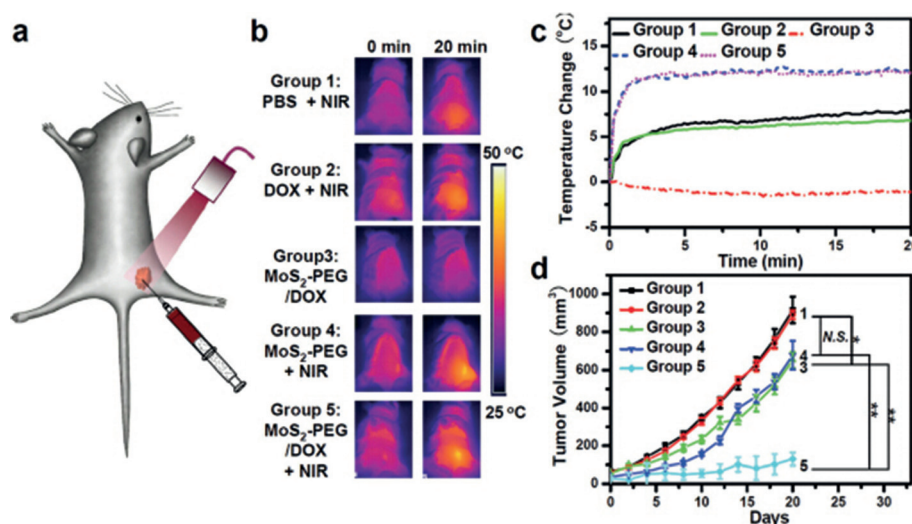 a
b
0 min 20 min
Group 1:
PBS + NIR
Group 2:
DOX + NIR
Group3:
MoS2-PEG
/DOX
Group 4:
MoS2-PEG
+ NIR
Group 5:
MoS2-PEG
/DOX
+ NIR
50 °C
25 °C
c
Temperature Change (°C)
15
10
5
0
-5
Group 1 Group 2 Group 3
Group 4 Group 5
0 5 10 15 20
Time (min)
d
Tumor Volume (mm³)
1000
800
600
400
200
0
Group 1
Group 2
Group 3
Group 4
Group 5
1
N.S.
*
4
3
**
**
5
0 5 10 15 20 25 30
Days